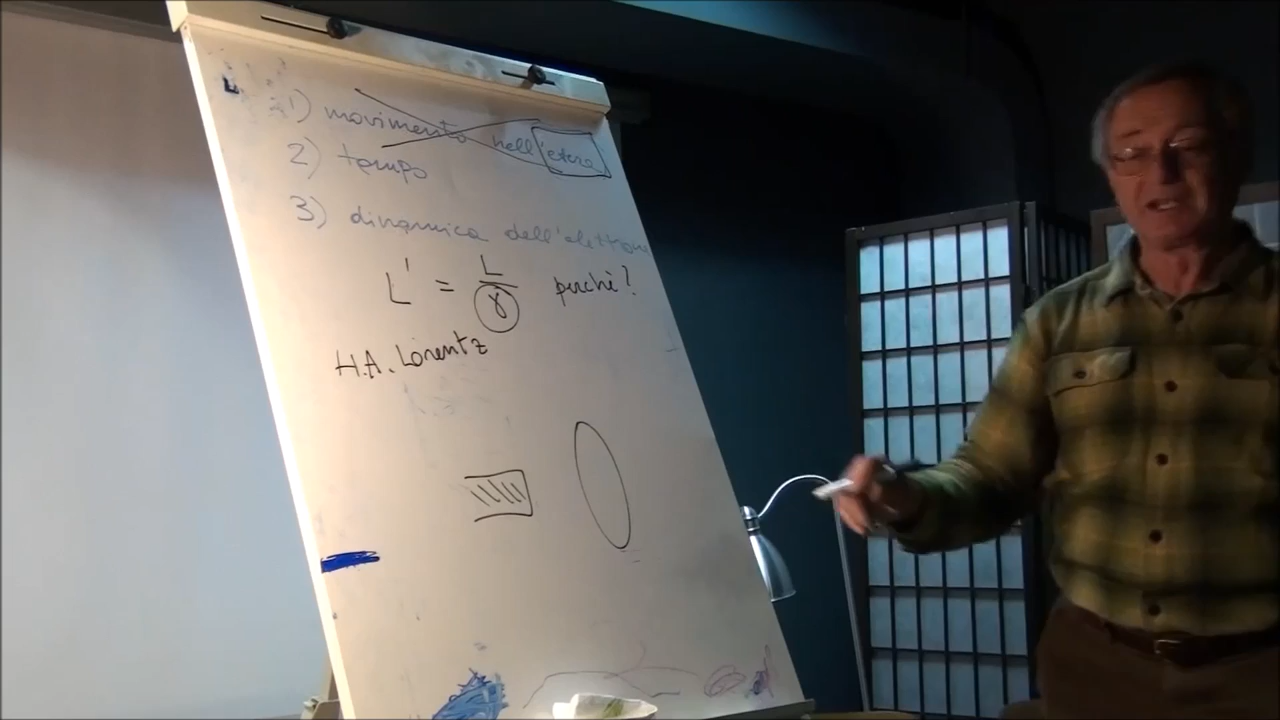 1) movimento nell'etere
2) tempo
3) dinamica dell'elettrone
L' = L/γ perchè?
H.A. Lorentz